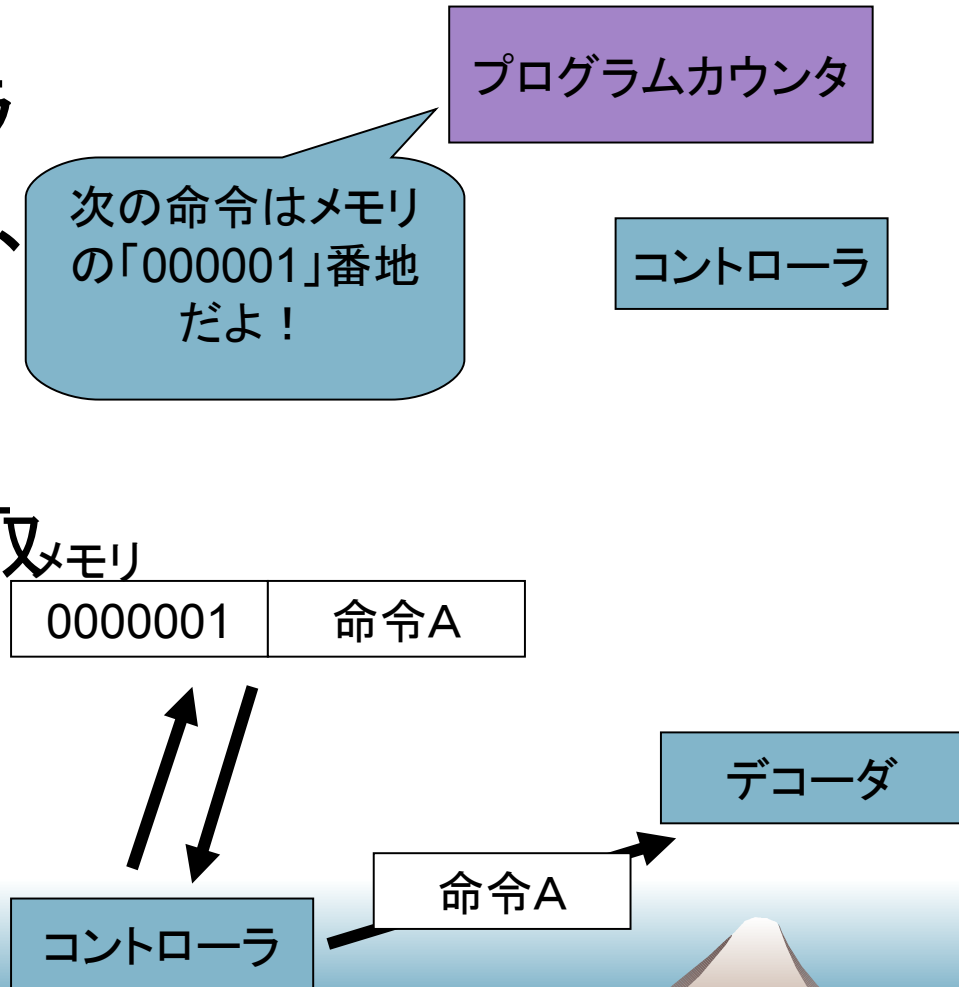 プログラムカウンタ
次の命令はメモリ
の「000001」番地
だよ！
コントローラ
メモリ
0000001 命令A
デコーダ
命令A
コントローラ